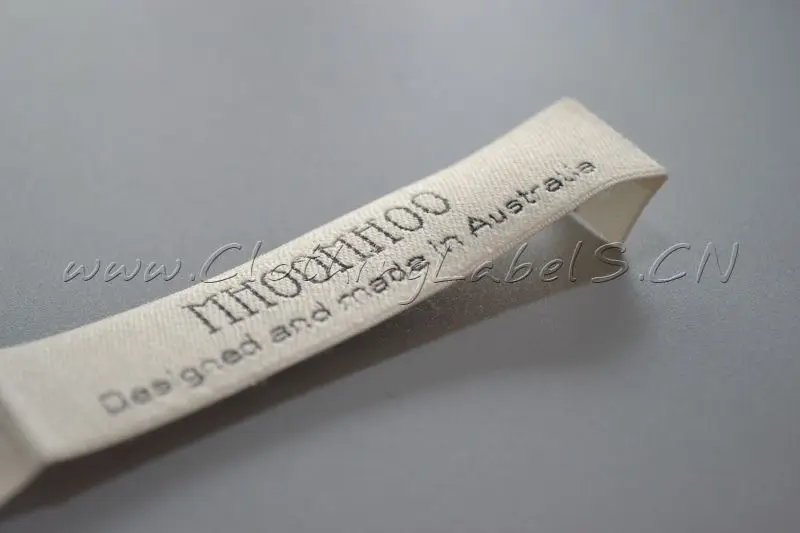 Designed and made in Australia
www.ClothingLabelS.CN